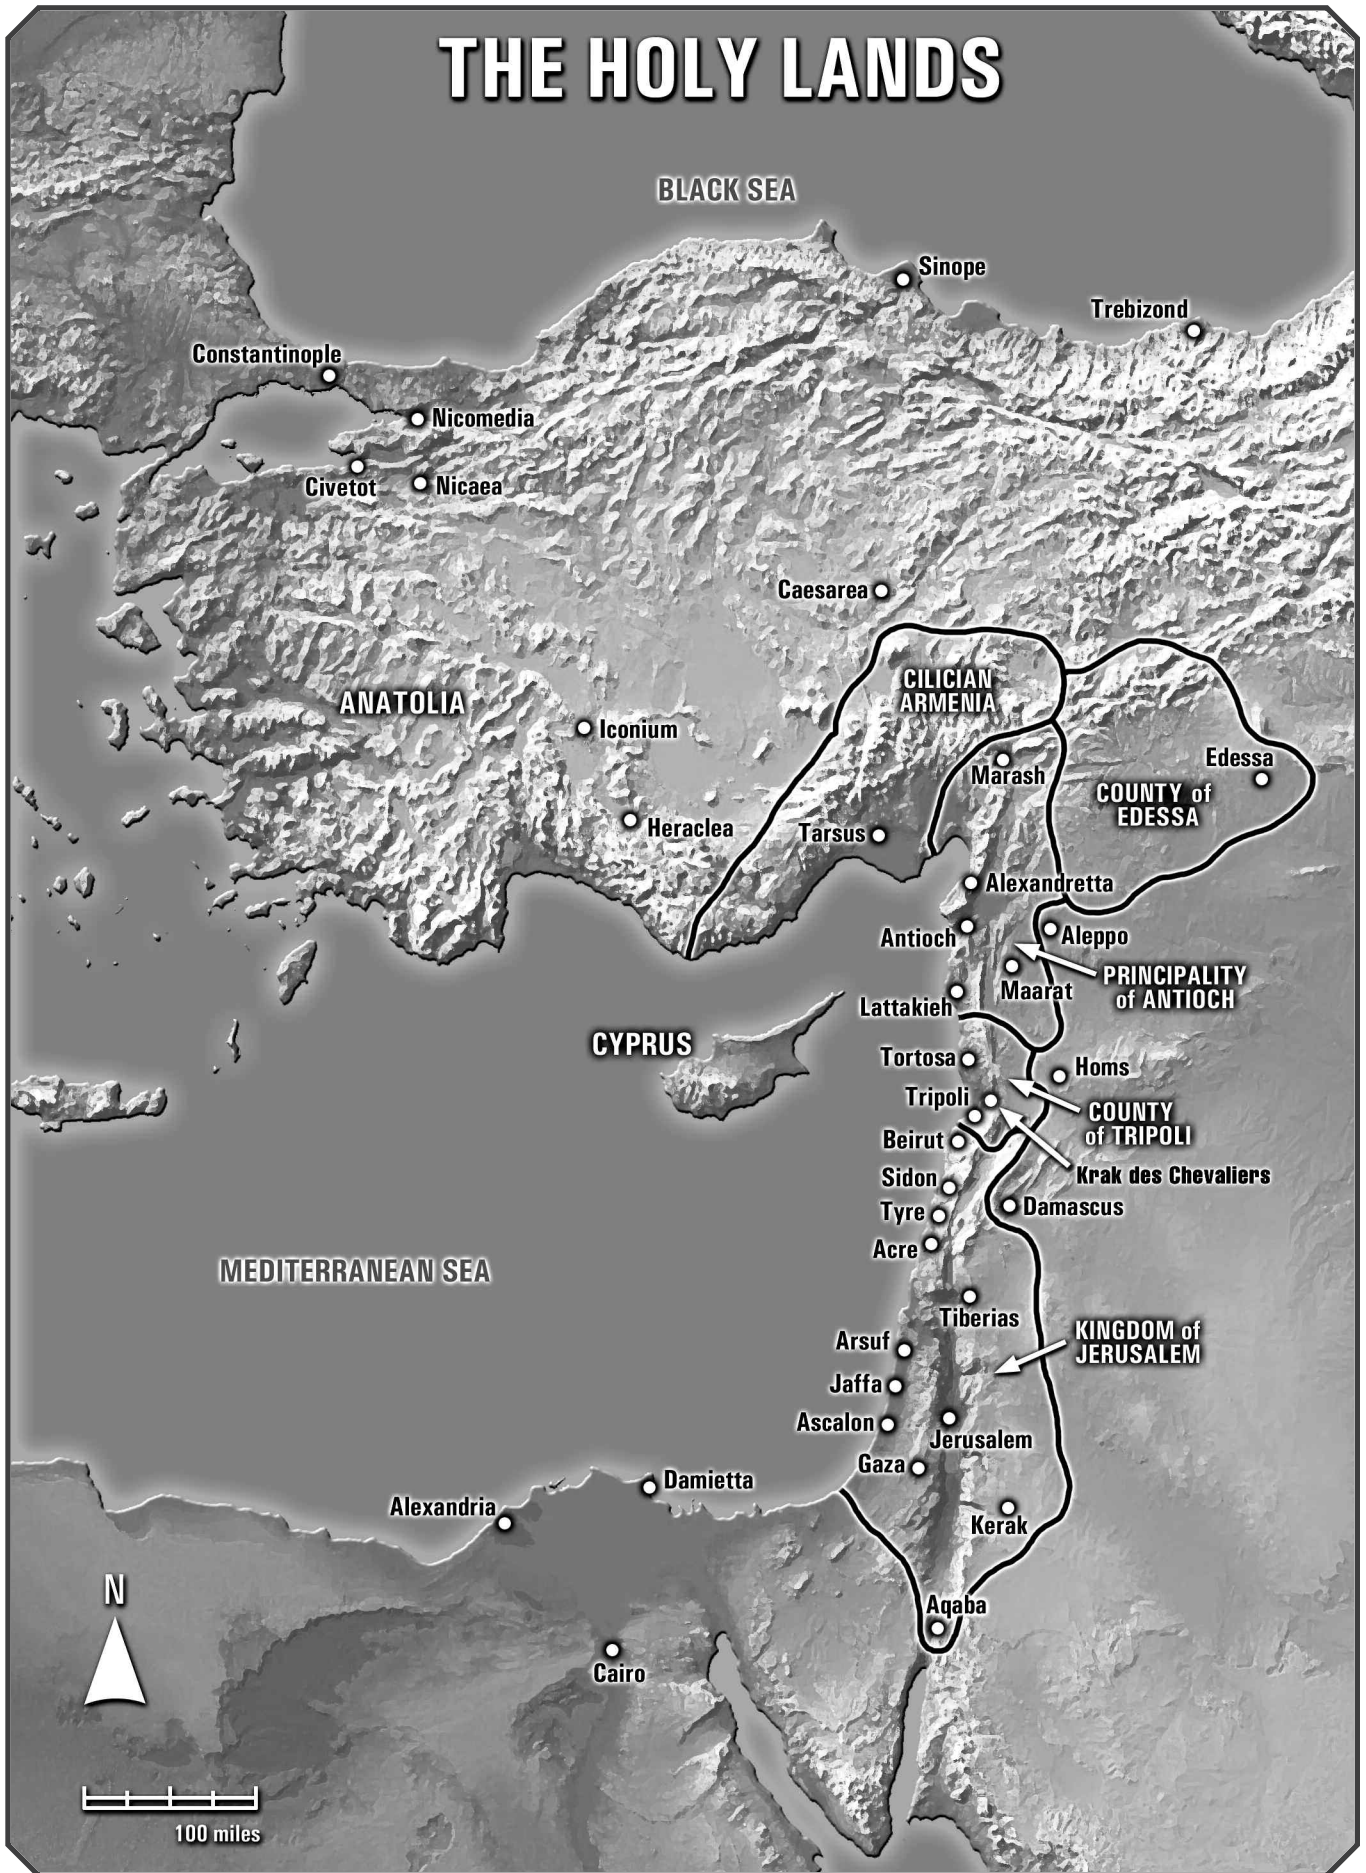 THE HOLY LANDS
BLACK SEA
Sinope
Trebizond
Constantinople
Nicomedia
Civetot
Nicaea
Caesarea
CILICIAN
ARMENIA
ANATOLIA
Iconium
Marash
Edessa
COUNTY of
EDESSA
Heraclea
Tarsus
Alexandretta
Antioch
Aleppo
PRINCIPALITY
of ANTIOCH
Maarat
Lattakieh
CYPRUS
Tortosa
Homs
Tripoli
COUNTY
of TRIPOLI
Beirut
Krak des Chevaliers
Sidon
Damascus
Tyre
Acre
MEDITERRANEAN SEA
Tiberias
KINGDOM of
JERUSALEM
Arsuf
Jaffa
Ascalon
Jerusalem
Gaza
Damietta
Alexandria
Kerak
N
Aqaba
Cairo
100 miles